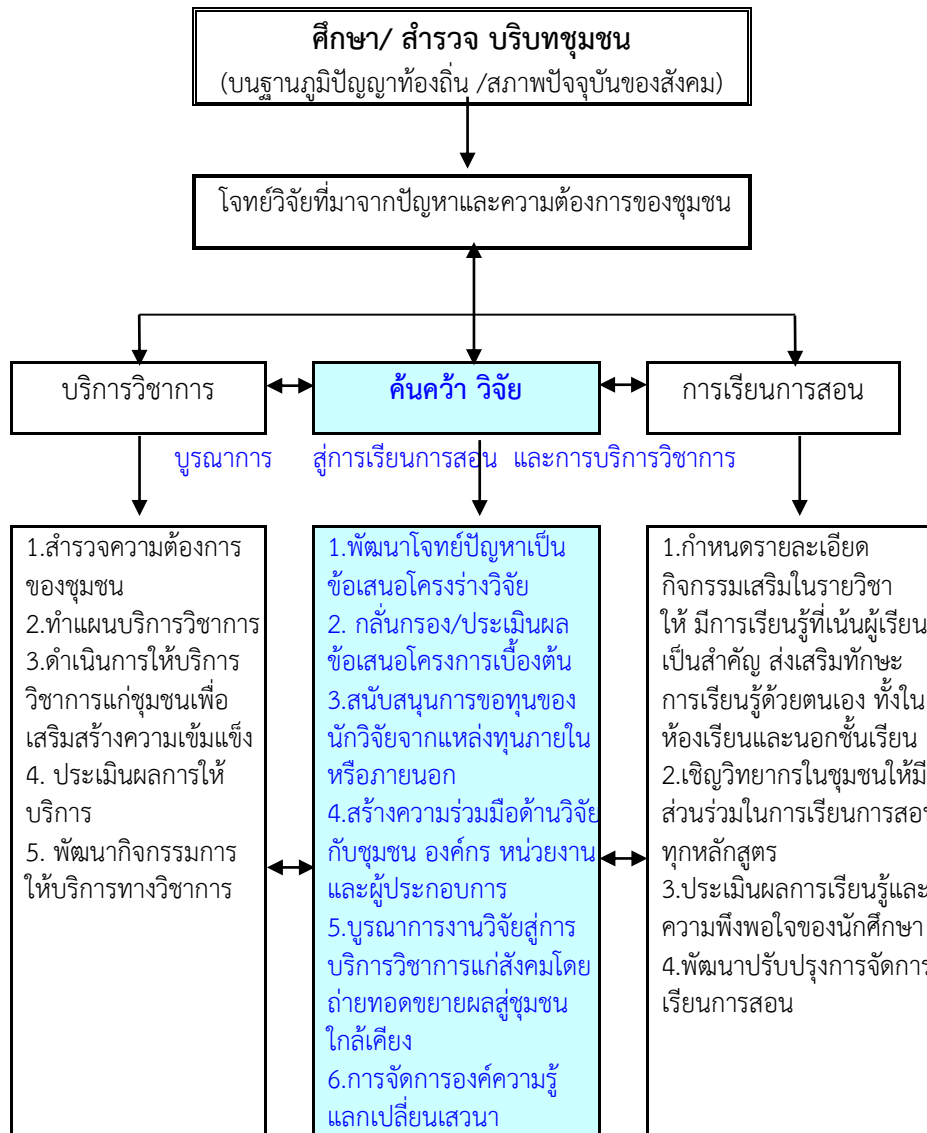 ศึกษา/ สำรวจ บริบทชุมชน
(บนฐานภูมิปัญญาท้องถิ่น /สภาพปัจจุบันของสังคม)
โจทย์วิจัยที่มาจากปัญหาและความต้องการของชุมชน
บริการวิชาการ
ค้นคว้า วิจัย
การเรียนการสอน
บูรณาการ สู่การเรียนการสอน และการบริการวิชาการ
1.สำรวจความต้องการ
ของชุมชน
2.ทำแผนบริการวิชาการ
3.ดำเนินการให้บริการ
วิชาการแก่ชุมชนเพื่อ
เสริมสร้างความเข้มแข็ง
4. ประเมินผลการให้
บริการ
5. พัฒนากิจกรรมการ
ให้บริการทางวิชาการ
1.พัฒนาโจทย์ปัญหาเป็น
ข้อเสนอโครงร่างวิจัย
2. กลั่นกรอง/ประเมินผล
ข้อเสนอโครงการเบื้องต้น
3.สนับสนุนการขอทุนของ
นักวิจัยจากแหล่งทุนภายใน
หรือภายนอก
4.สร้างความร่วมมือด้านวิจัย
กับชุมชน องค์กร หน่วยงาน
และผู้ประกอบการ
5.บูรณาการงานวิจัยสู่การ
บริการวิชาการแก่สังคมโดย
ถ่ายทอดขยายผลสู่ชุมชน
ใกล้เคียง
6.การจัดการองค์ความรู้
แลกเปลี่ยนเสวนา
1.กำหนดรายละเอียด
กิจกรรมเสริมในรายวิชา
ให้ มีการเรียนรู้ที่เน้นผู้เรียน
เป็นสำคัญ ส่งเสริมทักษะ
การเรียนรู้ด้วยตนเอง ทั้งใน
ห้องเรียนและนอกชั้นเรียน
2.เชิญวิทยากรในชุมชนให้มี
ส่วนร่วมในการเรียนการสอน
ทุกหลักสูตร
3.ประเมินผลการเรียนรู้และ
ความพึงพอใจของนักศึกษา
4.พัฒนาปรับปรุงการจัดการ
เรียนการสอน